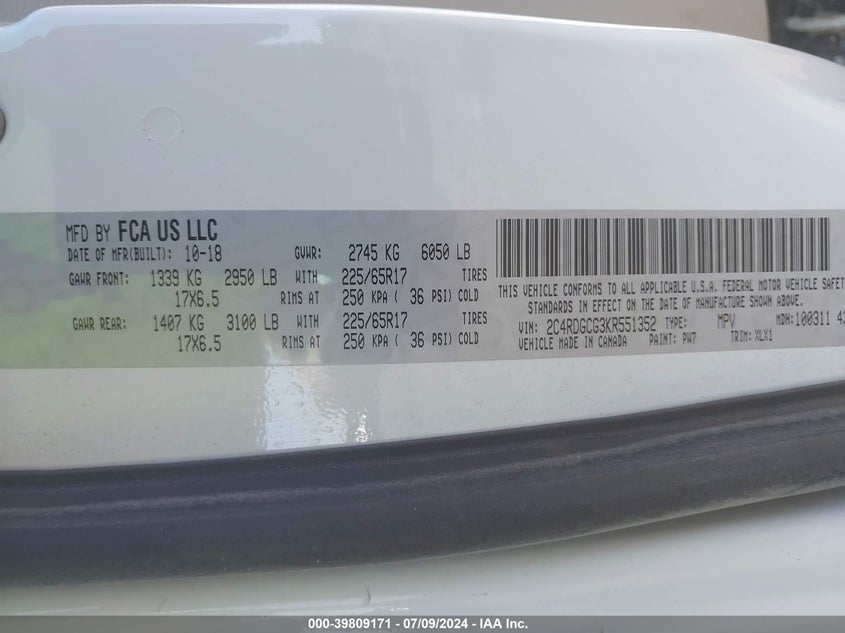 MFD BY FCA US LLC
DATE OF MFR(BUILT): 10-18 GVWR: 2745 KG 6050 LB
GAWR FRONT: 1339 KG 2950 LB WITH 225/65R17 TIRES
17X6.5 RIMS AT 250 KPA ( 36 PSI) COLD
GAWR REAR: 1407 KG 3100 LB WITH 225/65R17 TIRES
17X6.5 RIMS AT 250 KPA ( 36 PSI) COLD
THIS VEHICLE CONFORMS TO ALL APPLICABLE U.S.A. FEDERAL MOTOR VEHICLE SAFET
STANDARDS IN EFFECT ON THE DATE OF MANUFACTURE SHOWN ABOVE.
VIN: 2C4RDGCG3KR551352 TYPE: MPV MDH: 100311 43
VEHICLE MADE IN CANADA PAINT: PW7 TRIM: XLX1
000-39809171 - 07/09/2024 - IAA Inc.